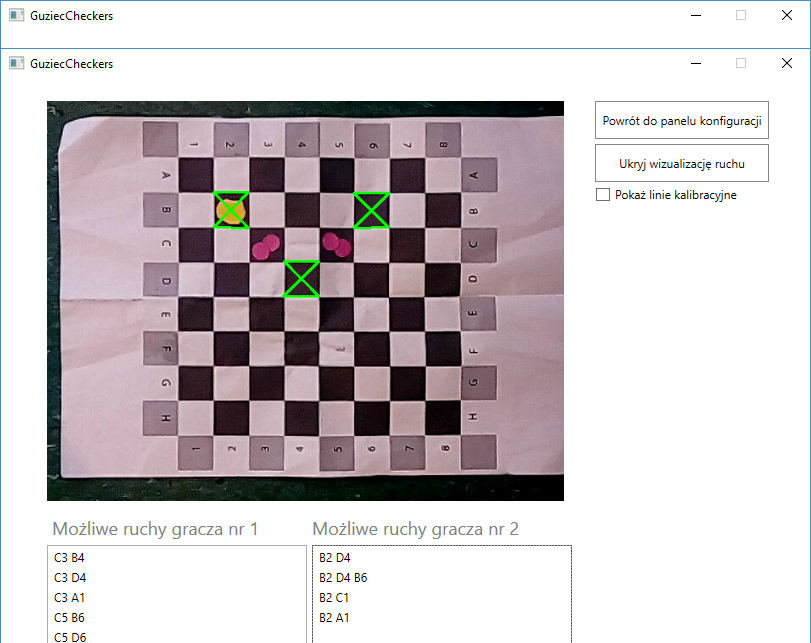 GuziecCheckers
GuziecCheckers
Powrót do panelu konfiguracji
Ukryj wizualizację ruchu
Pokaż linie kalibracyjne
1 2 3 4 5 6 7 8
A A
B B
C C
D D
E E
F F
G G
H H
1 2 3 4 5 6 7 8
Możliwe ruchy gracza nr 1
C3 B4
C3 D4
C3 A1
C5 B6
C5 D6
Możliwe ruchy gracza nr 2
B2 D4
B2 D4 B6
B2 C1
B2 A1